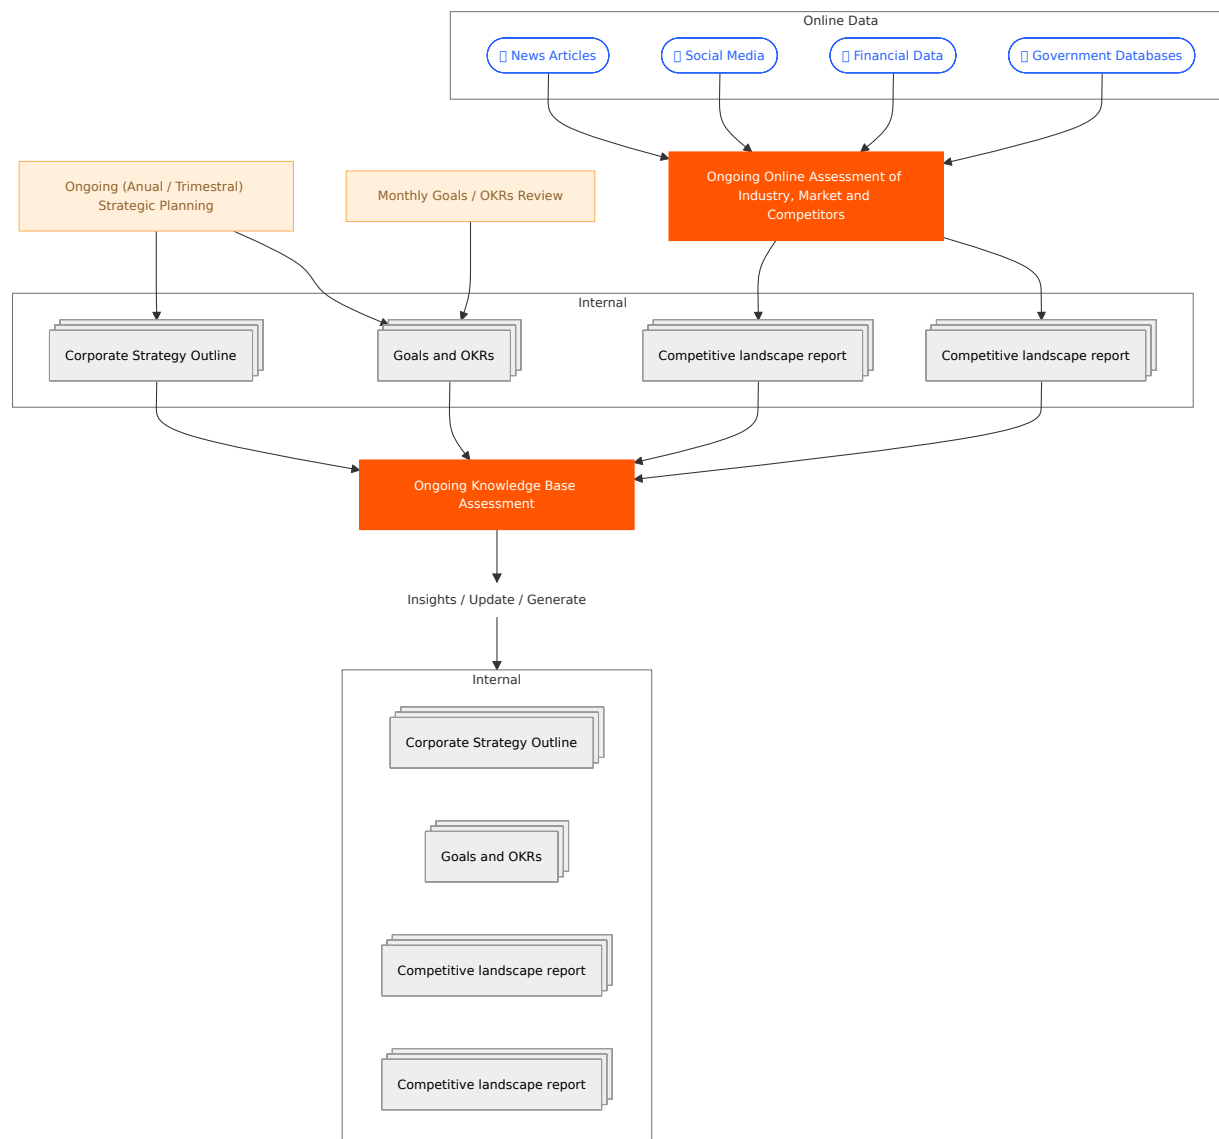 Online Data
News Articles
Social Media
Financial Data
Government Databases
Ongoing (Anual / Trimestral)
Strategic Planning
Monthly Goals / OKRs Review
Ongoing Online Assessment of
Industry, Market and
Competitors
Internal
Corporate Strategy Outline
Goals and OKRs
Competitive landscape report
Competitive landscape report
Ongoing Knowledge Base
Assessment
Insights / Update / Generate
Internal
Corporate Strategy Outline
Goals and OKRs
Competitive landscape report
Competitive landscape report